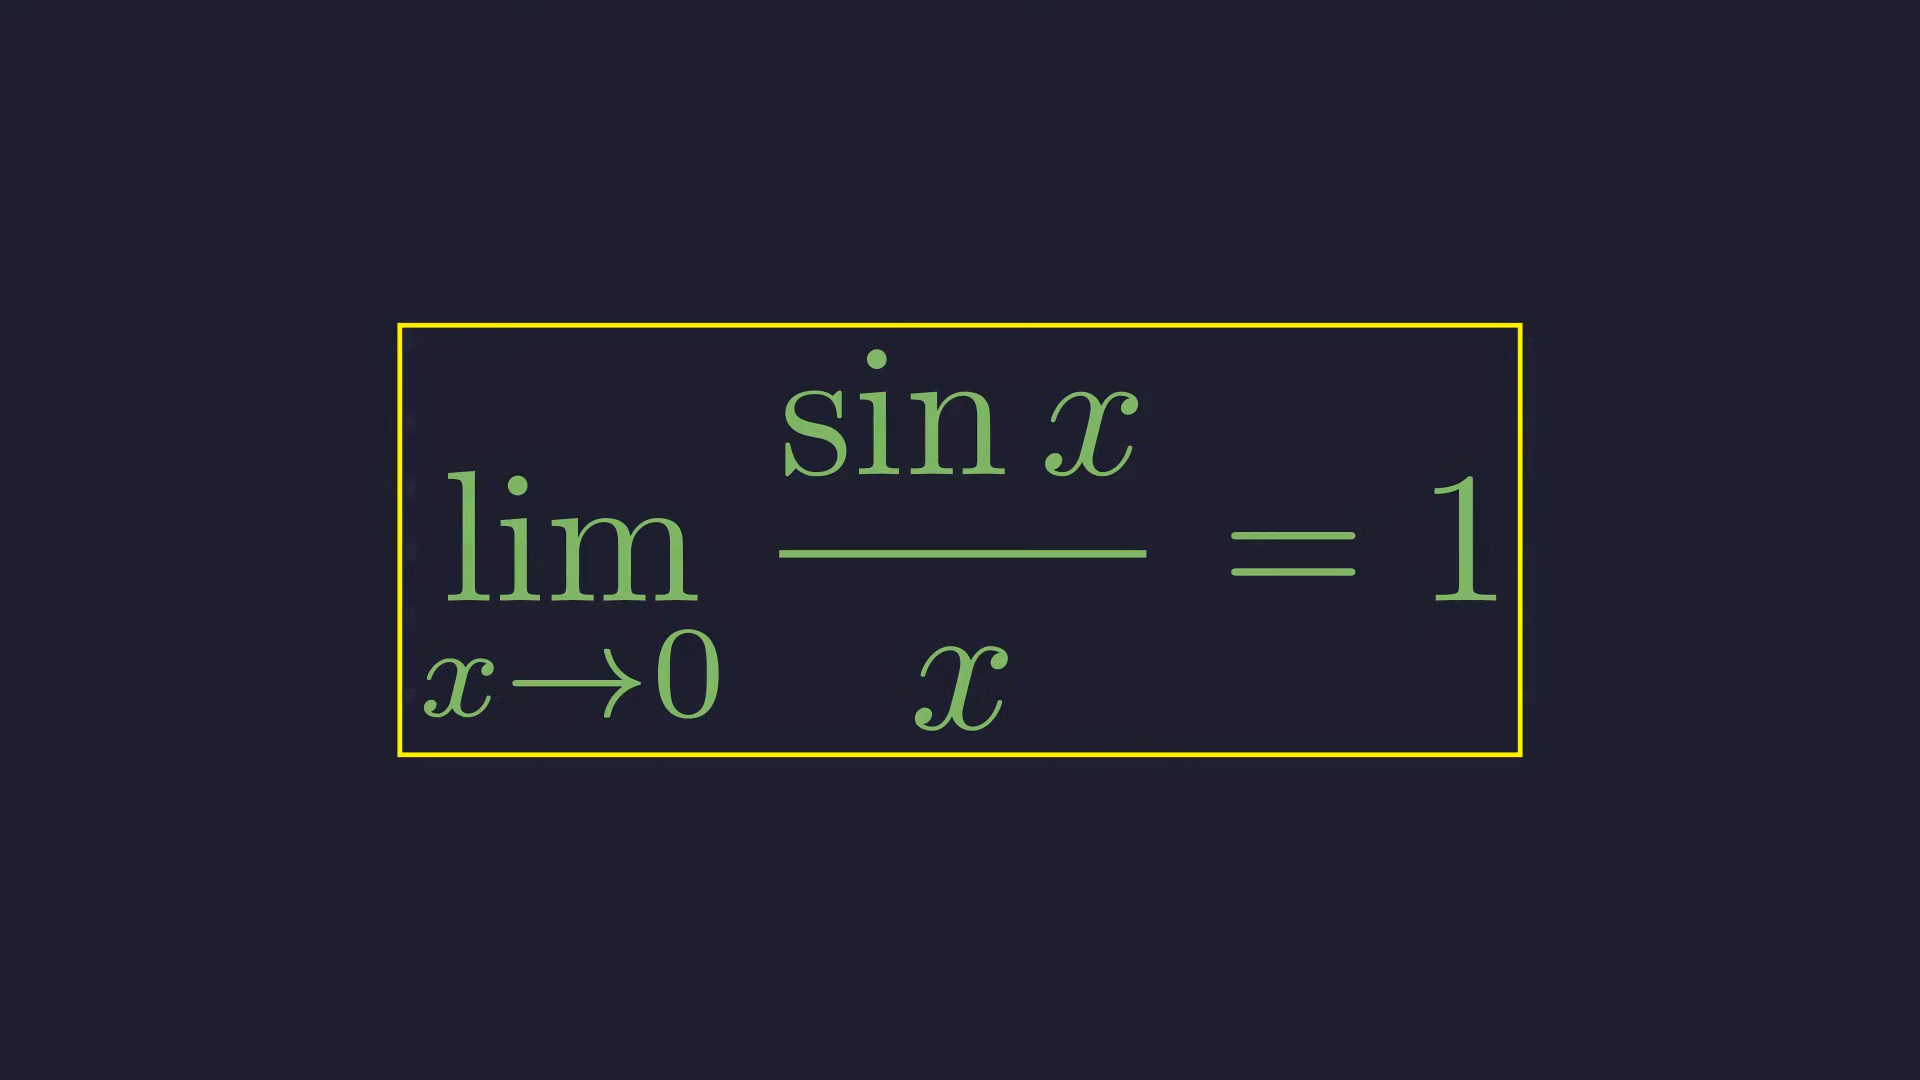 lim x→0 sin x / x = 1